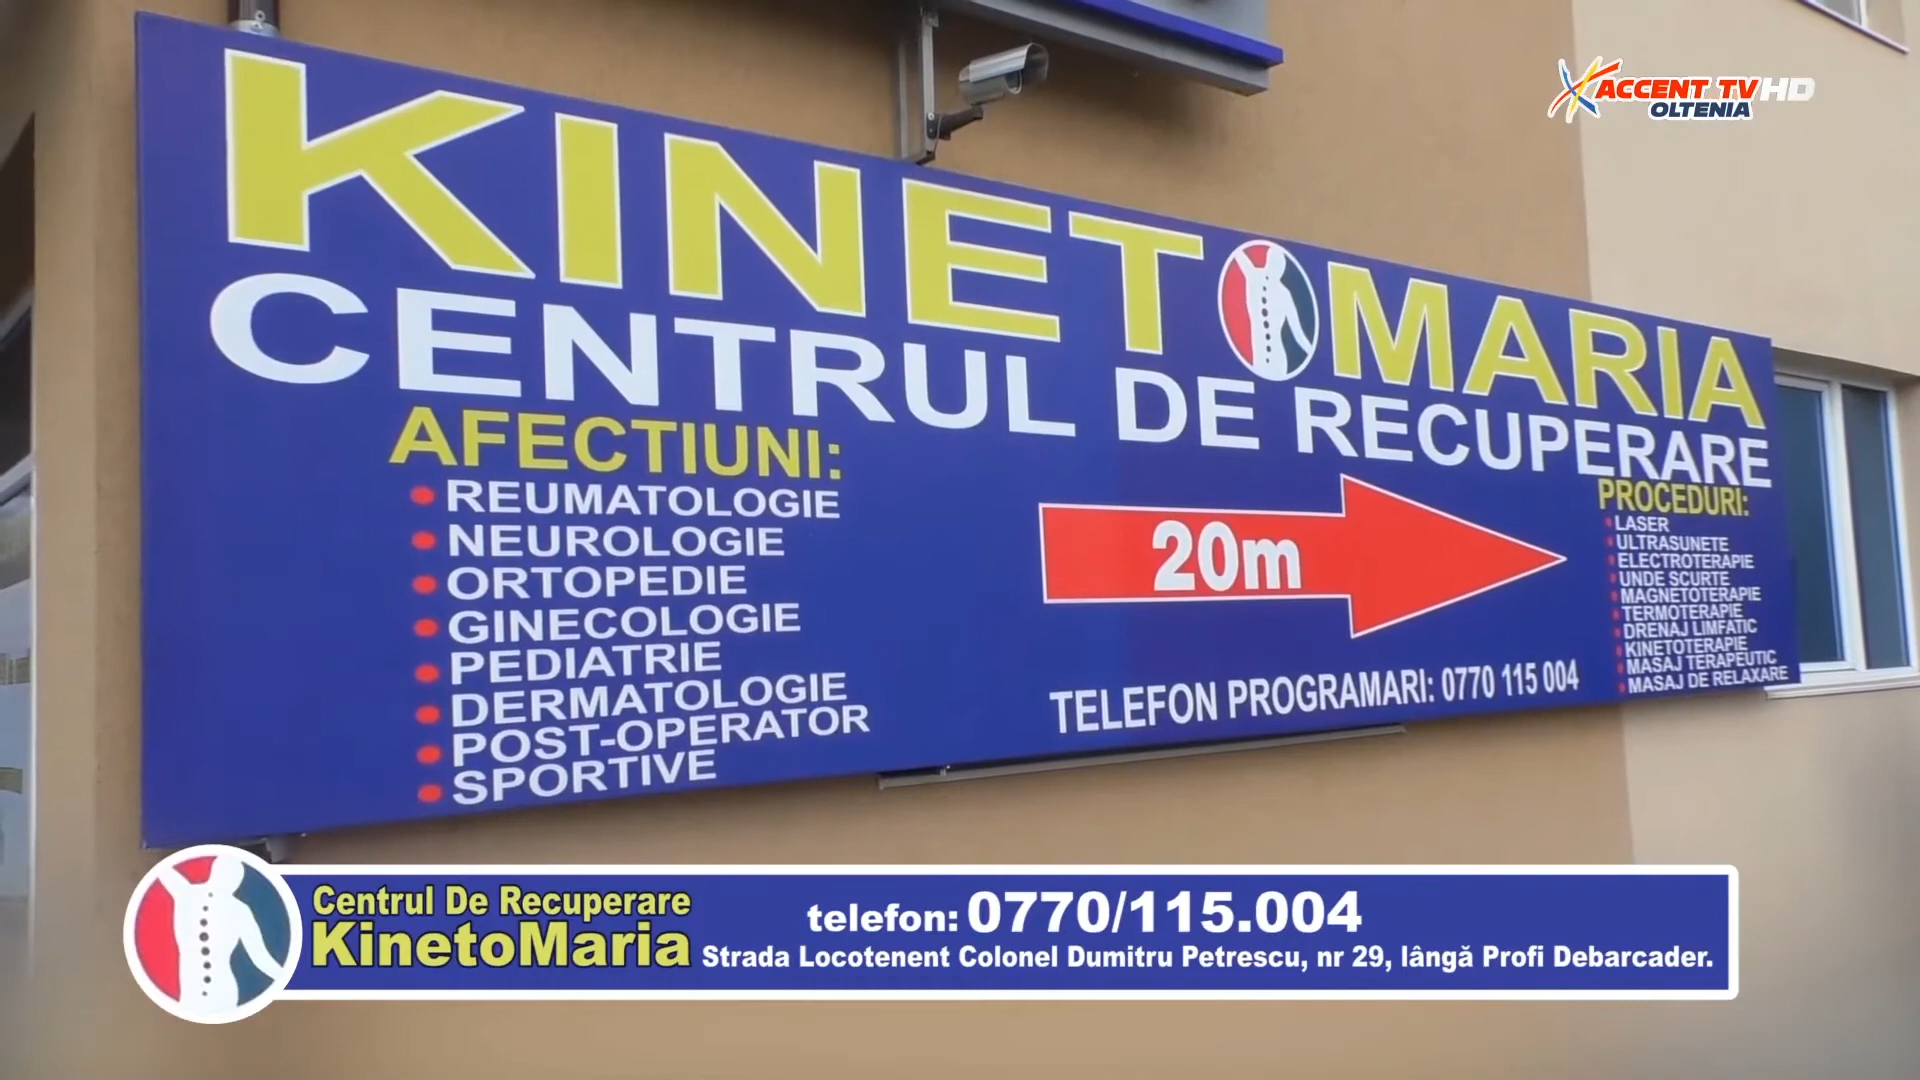 ACCENT TV HD
OLTENIA
KINETOMARIA
CENTRUL DE RECUPERARE
AFECTIUNI:
REUMATOLOGIE
NEUROLOGIE
ORTOPEDIE
GINECOLOGIE
PEDIATRIE
DERMATOLOGIE
POST-OPERATOR
SPORTIVE
20m
TELEFON PROGRAMARI: 0770 115 004
PROCEDURI:
LASER
ULTRASUNETE
ELECTROTERAPIE
UNDE SCURTE
MAGNETOTERAPIE
TERMOTERAPIE
DRENAJ LIMFATIC
KINETOTERAPIE
MASAJ TERAPEUTIC
MASAJ DE RELAXARE
Centrul De Recuperare
KinetoMaria
telefon: 0770/115.004
Strada Locotenent Colonel Dumitru Petrescu, nr 29, lângă Profi Debarcader.